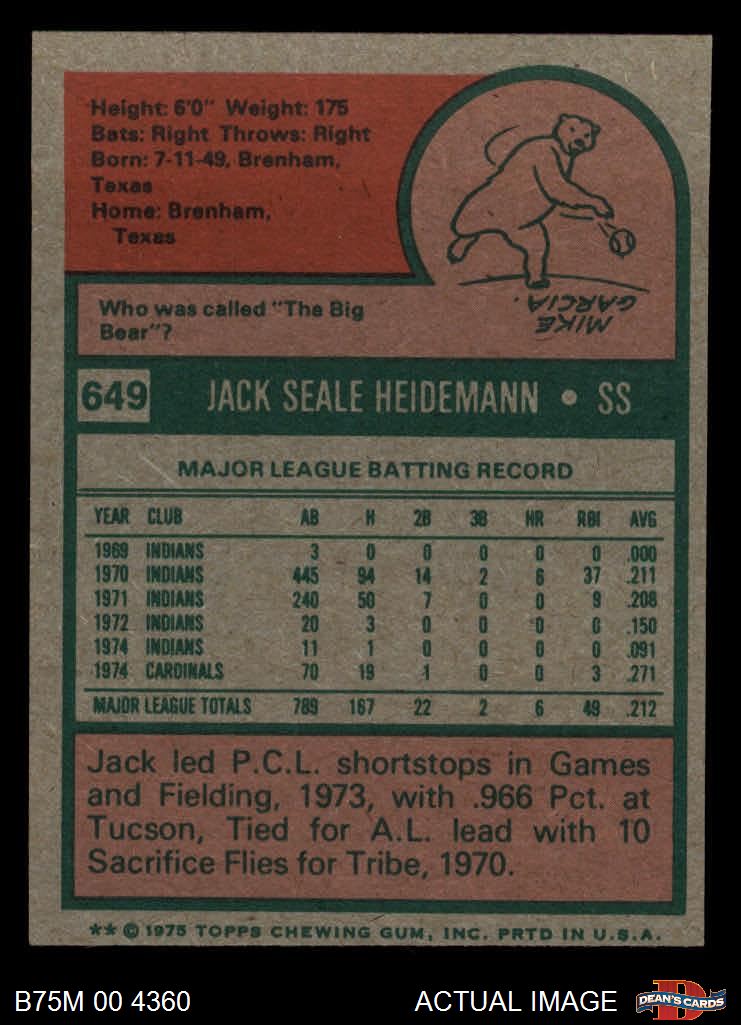 Height: 6'0" Weight: 175
Bats: Right Throws: Right
Born: 7-11-49, Brenham,
Texas
Home: Brenham,
Texas
Who was called "The Big
Bear"?
MIKE
GARCIA.
649 JACK SEALE HEIDEMANN • SS
MAJOR LEAGUE BATTING RECORD
YEAR CLUB AB H 2B 3B HR RBI AVG
1969 INDIANS 3 0 0 0 0 0 .000
1970 INDIANS 445 94 14 2 6 37 .211
1971 INDIANS 240 50 7 0 0 9 .208
1972 INDIANS 20 3 0 0 0 0 .150
1974 INDIANS 11 1 0 0 0 0 .091
1974 CARDINALS 70 19 1 0 0 3 .271
MAJOR LEAGUE TOTALS 789 167 22 2 6 49 .212
Jack led P.C.L. shortstops in Games
and Fielding, 1973, with .966 Pct. at
Tucson, Tied for A.L. lead with 10
Sacrifice Flies for Tribe, 1970.
** © 1975 TOPPS CHEWING GUM, INC. PRTD IN U.S.A.
B75M 00 4360 ACTUAL IMAGE
D
DEAN'S CARDS